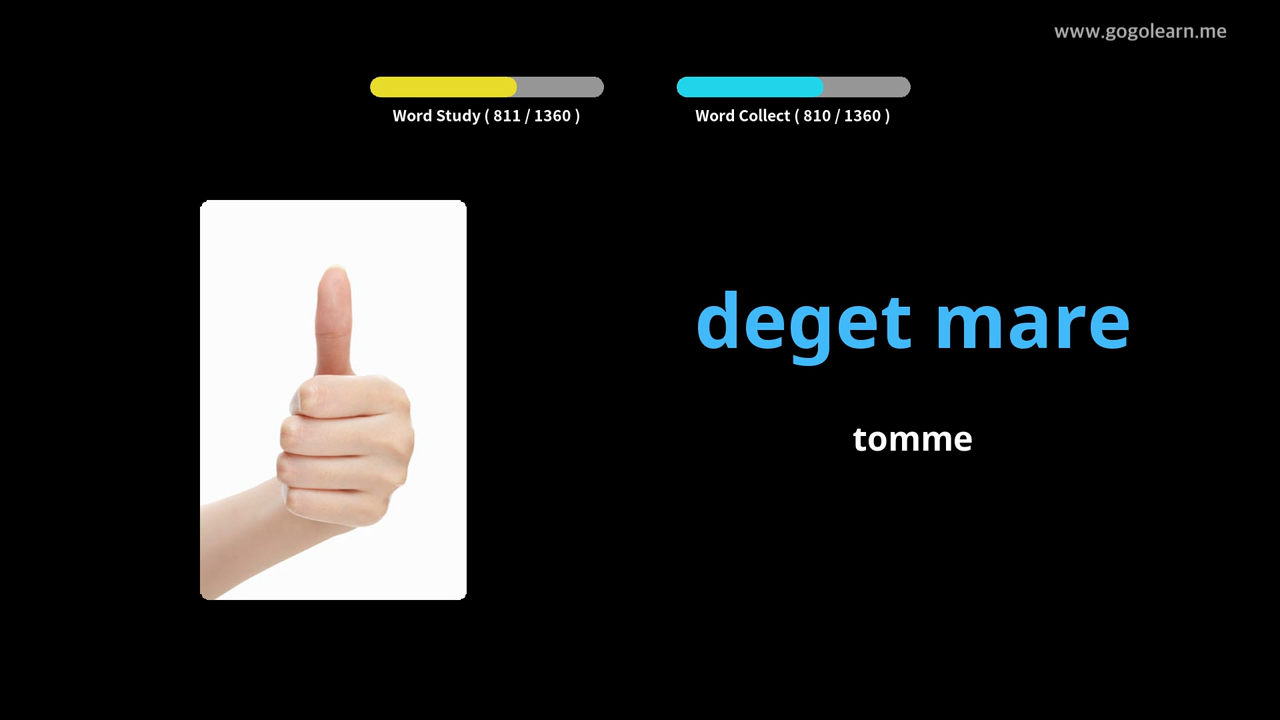 www.gogolearn.me
Word Study ( 811 / 1360 )
Word Collect ( 810 / 1360 )
deget mare
tomme